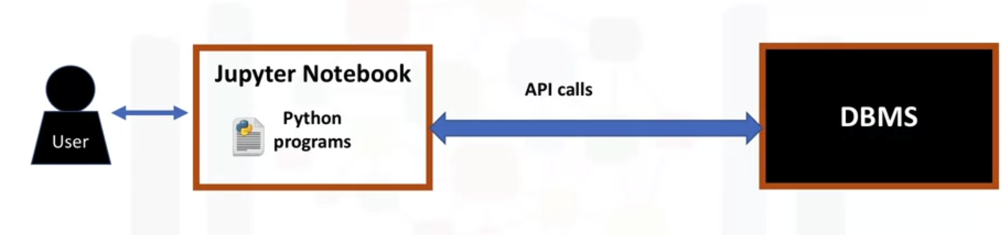 User
Jupyter Notebook
Python
programs
API calls
DBMS